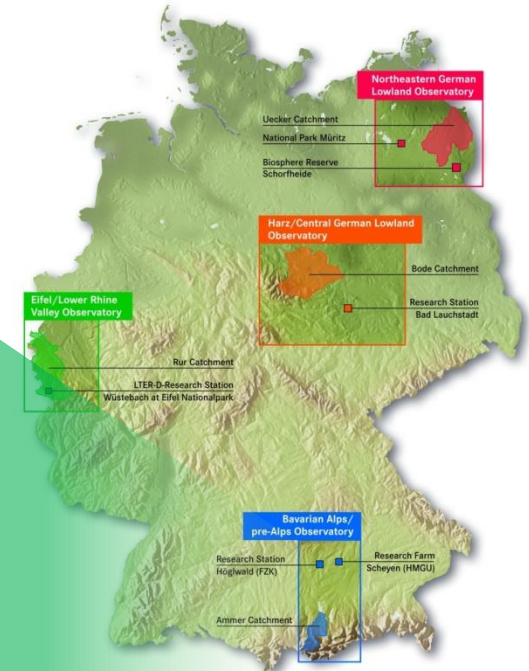 Northeastern German
Lowland Observatory
Uecker Catchment
National Park Müritz
Biosphere Reserve
Schorfheide
Harz/Central German Lowland
Observatory
Bode Catchment
Research Station
Bad Lauchstadt
Eifel/Lower Rhine
Valley Observatory
Rur Catchment
LTER-D-Research Station
Wüstebach at Eifel Nationalpark
Bavarian Alps/
pre-Alps Observatory
Research Station
Höglwald (FZK)
Research Farm
Scheyen (HMGU)
Ammer Catchment